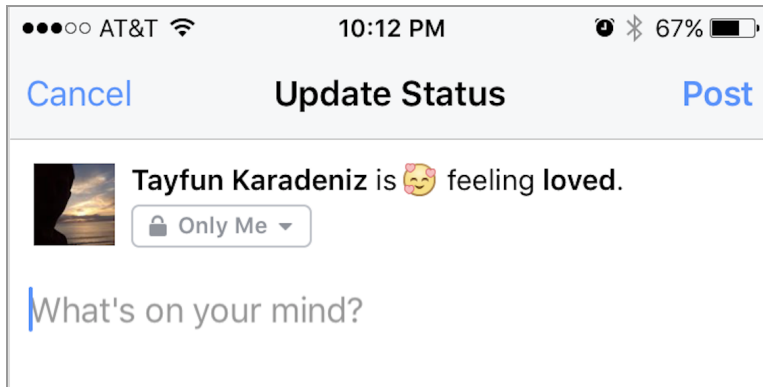 AT&T 10:12 PM 67%
Cancel Update Status Post
Tayfun Karadeniz is 🥰 feeling loved.
Only Me
What's on your mind?